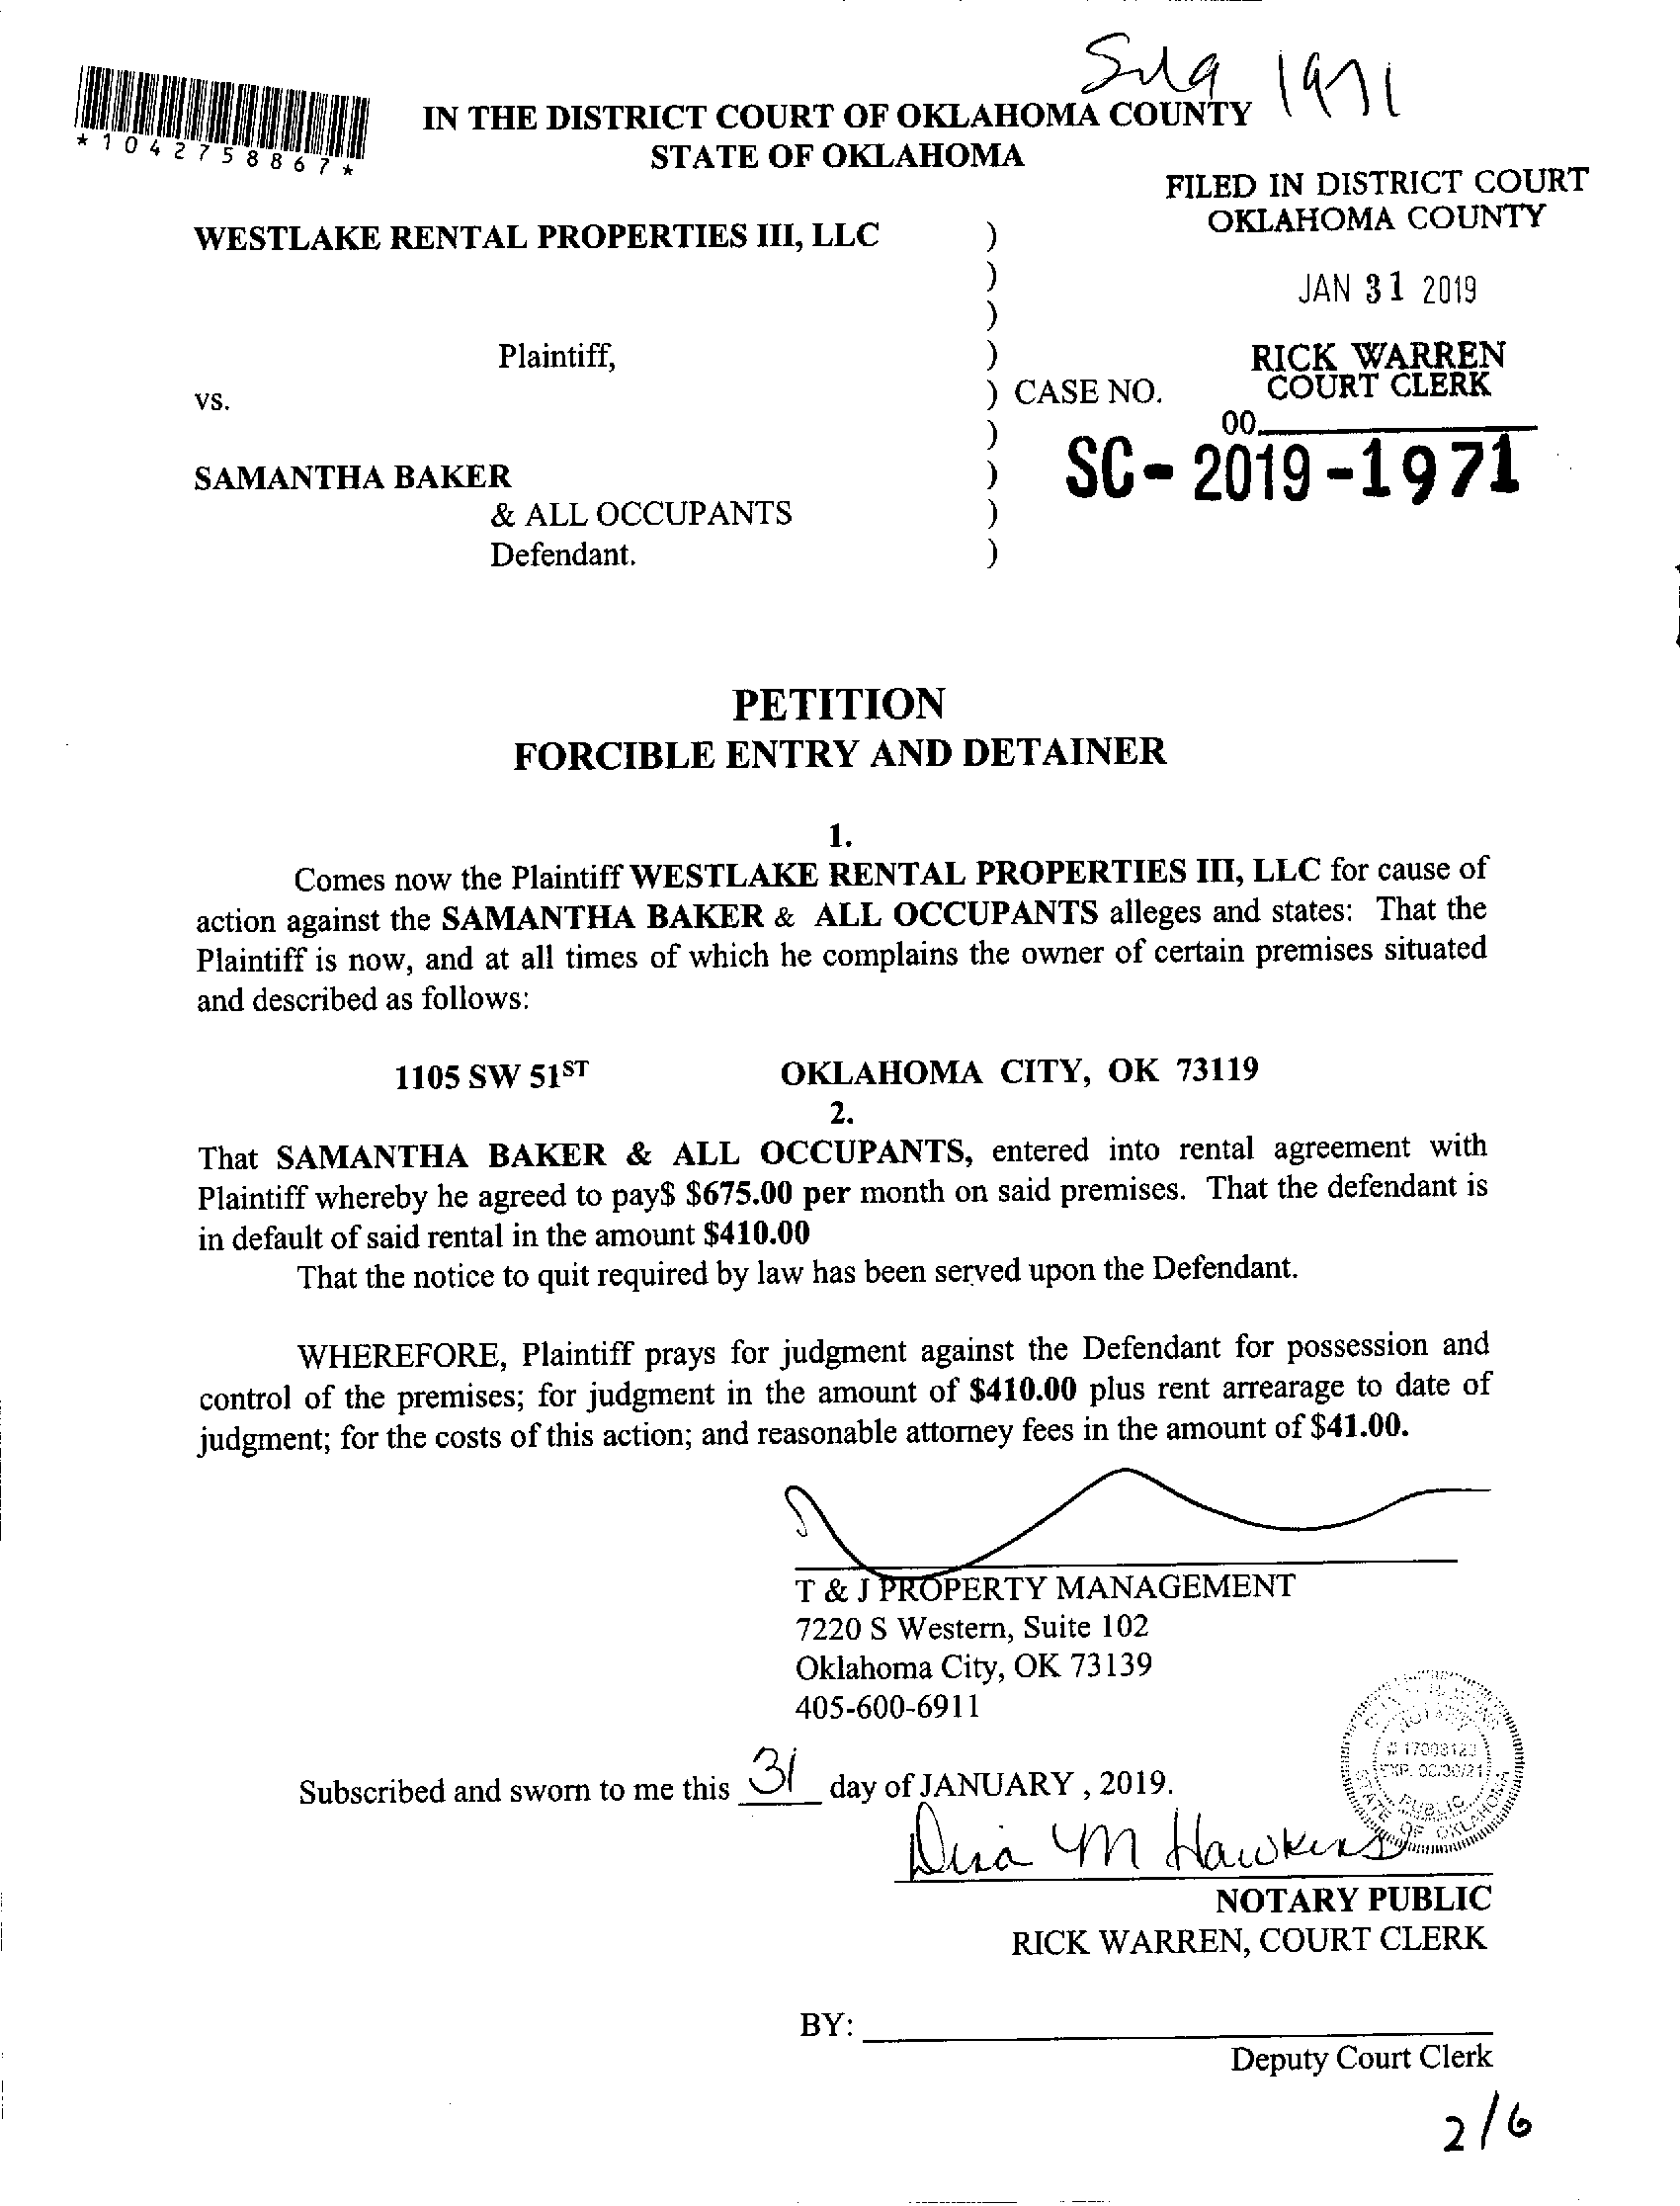 1971
*1042758867*
IN THE DISTRICT COURT OF OKLAHOMA COUNTY
STATE OF OKLAHOMA
FILED IN DISTRICT COURT
OKLAHOMA COUNTY
WESTLAKE RENTAL PROPERTIES III, LLC )
)
JAN 31 2019
)
Plaintiff, )
RICK WARREN
COURT CLERK
vs. ) CASE NO.
00
)
SC-2019-1971
SAMANTHA BAKER )
& ALL OCCUPANTS )
Defendant. )
PETITION
FORCIBLE ENTRY AND DETAINER
1.
Comes now the Plaintiff WESTLAKE RENTAL PROPERTIES III, LLC for cause of
action against the SAMANTHA BAKER & ALL OCCUPANTS alleges and states: That the
Plaintiff is now, and at all times of which he complains the owner of certain premises situated
and described as follows:
1105 SW 51ST OKLAHOMA CITY, OK 73119
2.
That SAMANTHA BAKER & ALL OCCUPANTS, entered into rental agreement with
Plaintiff whereby he agreed to pay$ $675.00 per month on said premises. That the defendant is
in default of said rental in the amount $410.00
That the notice to quit required by law has been served upon the Defendant.
WHEREFORE, Plaintiff prays for judgment against the Defendant for possession and
control of the premises; for judgment in the amount of $410.00 plus rent arrearage to date of
judgment; for the costs of this action; and reasonable attorney fees in the amount of $41.00.
T & J PROPERTY MANAGEMENT
7220 S Western, Suite 102
Oklahoma City, OK 73139
405-600-6911
Subscribed and sworn to me this 31 day of JANUARY , 2019.
NOTARY
PUBLIC
STATE OF OKLAHOMA
M Hawkins
NOTARY PUBLIC
RICK WARREN, COURT CLERK
BY:
Deputy Court Clerk
2/6